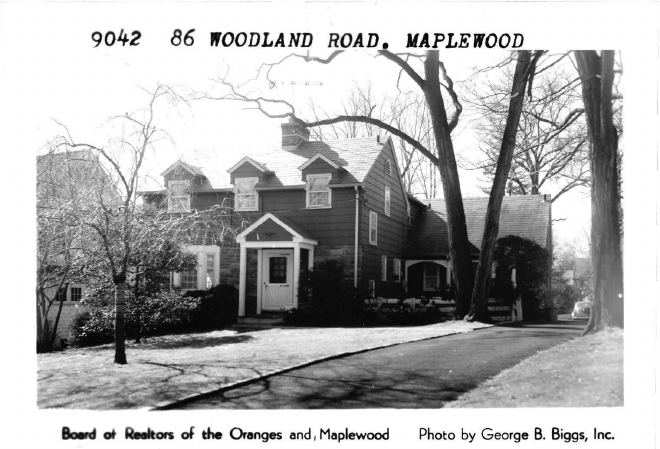 9042 86 WOODLAND ROAD. MAPLEWOOD
Board of Realtors of the Oranges and, Maplewood Photo by George B. Biggs, Inc.